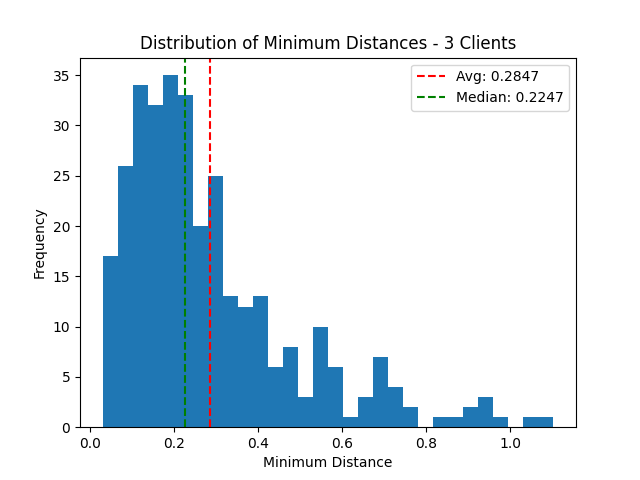 Distribution of Minimum Distances - 3 Clients
Avg: 0.2847
Median: 0.2247
Frequency
35
30
25
20
15
10
5
0
0.0 0.2 0.4 0.6 0.8 1.0
Minimum Distance